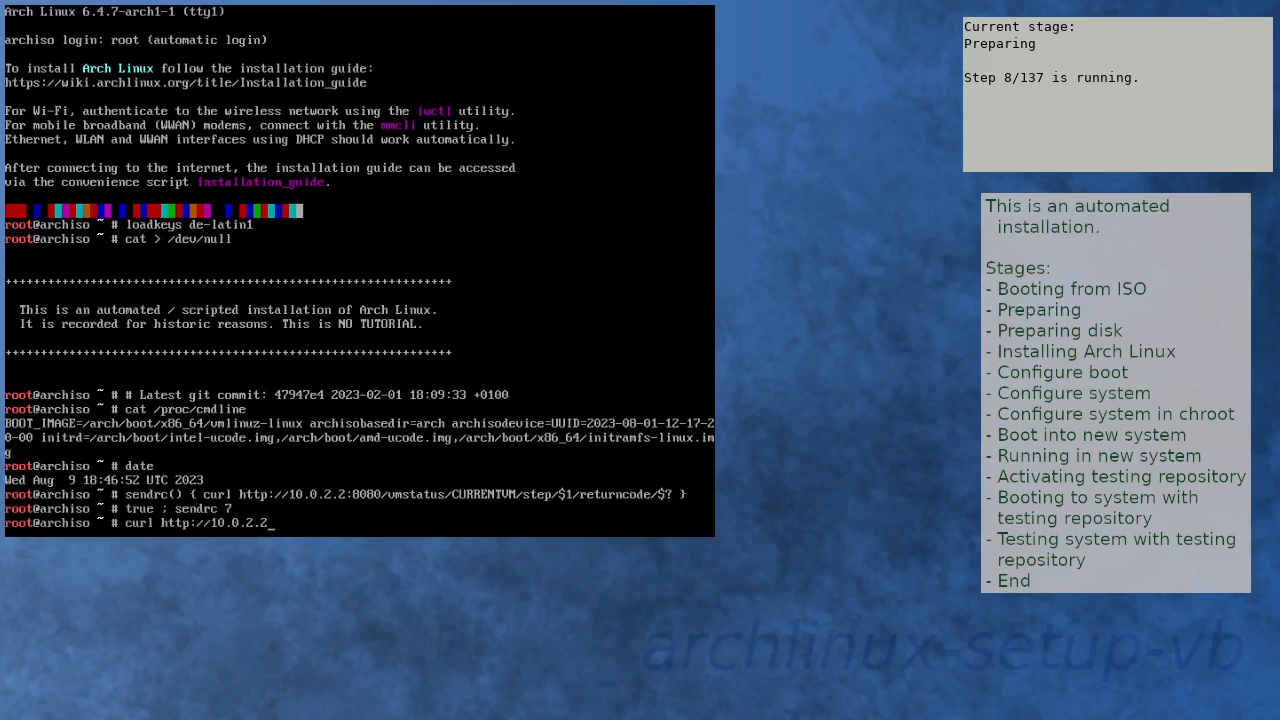 Arch Linux 6.4.7-arch1-1 (tty1)
archiso login: root (automatic login)
To install Arch Linux follow the installation guide:
https://wiki.archlinux.org/title/Installation_guide
For Wi-Fi, authenticate to the wireless network using the iwctl utility.
For mobile broadband (WWAN) modems, connect with the mmcli utility.
Ethernet, WLAN and WWAN interfaces using DHCP should work automatically.
After connecting to the internet, the installation guide can be accessed
via the convenience script Installation_guide.
root@archiso ~ # loadkeys de-latin1
root@archiso ~ # cat > /dev/null
++++++++++++++++++++++++++++++++++++++++++++++++++++++++++++++
This is an automated / scripted installation of Arch Linux.
It is recorded for historic reasons. This is NO TUTORIAL.
++++++++++++++++++++++++++++++++++++++++++++++++++++++++++++++
root@archiso ~ # # Latest git commit: 47947e4 2023-02-01 18:09:33 +0100
root@archiso ~ # cat /proc/cmdline
BOOT_IMAGE=/arch/boot/x86_64/vmlinuz-linux archisobasedir=arch archisodevice=UUID=2023-08-01-12-17-2
0-00 initrd=/arch/boot/intel-ucode.img,/arch/boot/amd-ucode.img,/arch/boot/x86_64/initramfs-linux.im
g
root@archiso ~ # date
Wed Aug  9 18:46:52 UTC 2023
root@archiso ~ # sendrc() { curl http://10.0.2.2:8080/vmstatus/CURRENTVM/step/$1/returncode/$? }
root@archiso ~ # true ; sendrc 7
root@archiso ~ # curl http://10.0.2.2_
Current stage:
Preparing
Step 8/137 is running.
This is an automated
installation.
Stages:
- Booting from ISO
- Preparing
- Preparing disk
- Installing Arch Linux
- Configure boot
- Configure system
- Configure system in chroot
- Boot into new system
- Running in new system
- Activating testing repository
- Booting to system with
testing repository
- Testing system with testing
repository
- End
archlinux-setup-vb